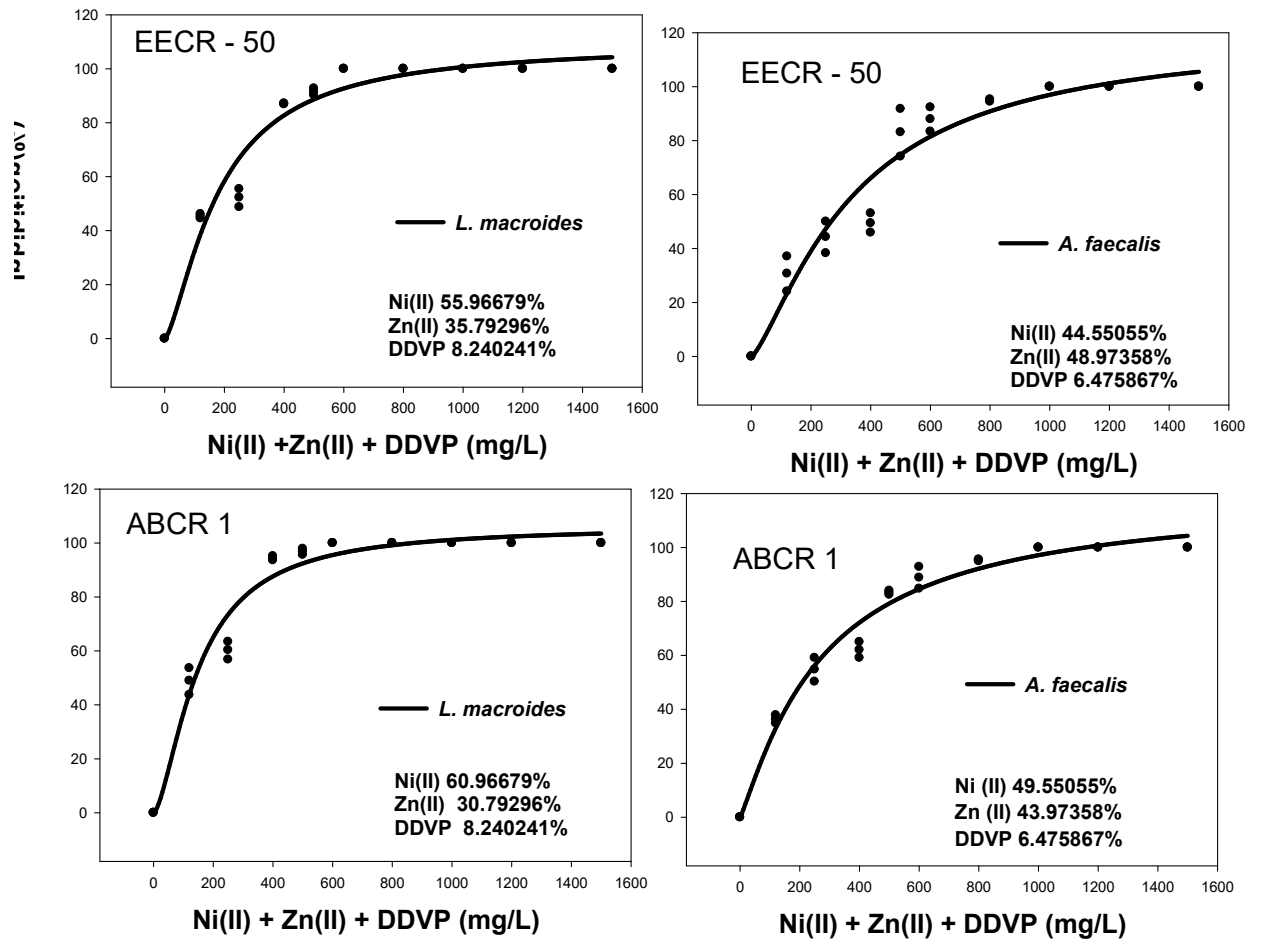 120
100
80
60
40
20
0
EECR - 50
L. macroides
Ni(II) 55.96679%
Zn(II) 35.79296%
DDVP 8.240241%
0 200 400 600 800 1000 1200 1400 1600
Ni(II) +Zn(II) + DDVP (mg/L)
120
100
80
60
40
20
0
EECR - 50
A. faecalis
Ni(II) 44.55055%
Zn(II) 48.97358%
DDVP 6.475867%
0 200 400 600 800 1000 1200 1400 1600
Ni(II) + Zn(II) + DDVP (mg/L)
120
100
80
60
40
20
0
ABCR 1
L. macroides
Ni(II) 60.96679%
Zn(II) 30.79296%
DDVP 8.240241%
0 200 400 600 800 1000 1200 1400 1600
Ni(II) + Zn(II) + DDVP (mg/L)
120
100
80
60
40
20
0
ABCR 1
A. faecalis
Ni (II) 49.55055%
Zn (II) 43.97358%
DDVP 6.475867%
0 200 400 600 800 1000 1200 1400 1600
Ni(II) + Zn(II) + DDVP (mg/L)